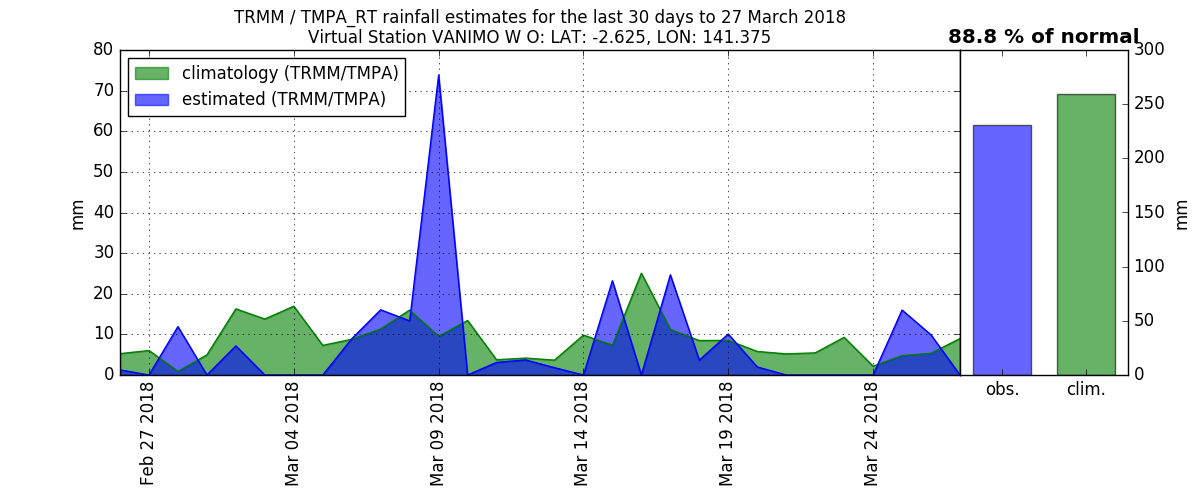 TRMM / TMPA_RT rainfall estimates for the last 30 days to 27 March 2018
Virtual Station VANIMO W O: LAT: -2.625, LON: 141.375
88.8 % of normal
climatology (TRMM/TMPA)
estimated (TRMM/TMPA)
80
70
60
50
40
30
20
10
0
mm
Feb 27 2018
Mar 04 2018
Mar 09 2018
Mar 14 2018
Mar 19 2018
Mar 24 2018
obs.
clim.
300
250
200
150
100
50
0
mm